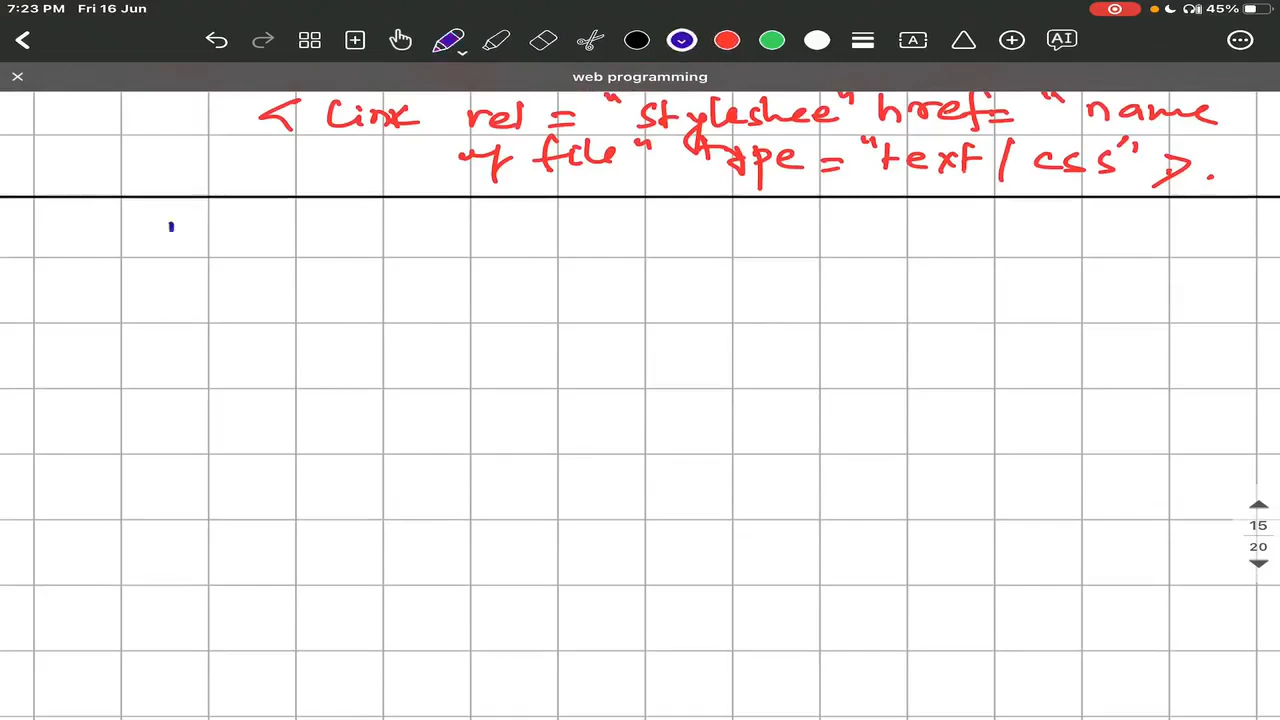 7:23 PM Fri 16 Jun
45%
A
AI
web programming
< Link rel = "styleshee" href= "name
of file" type = "text / css" >.
15
20